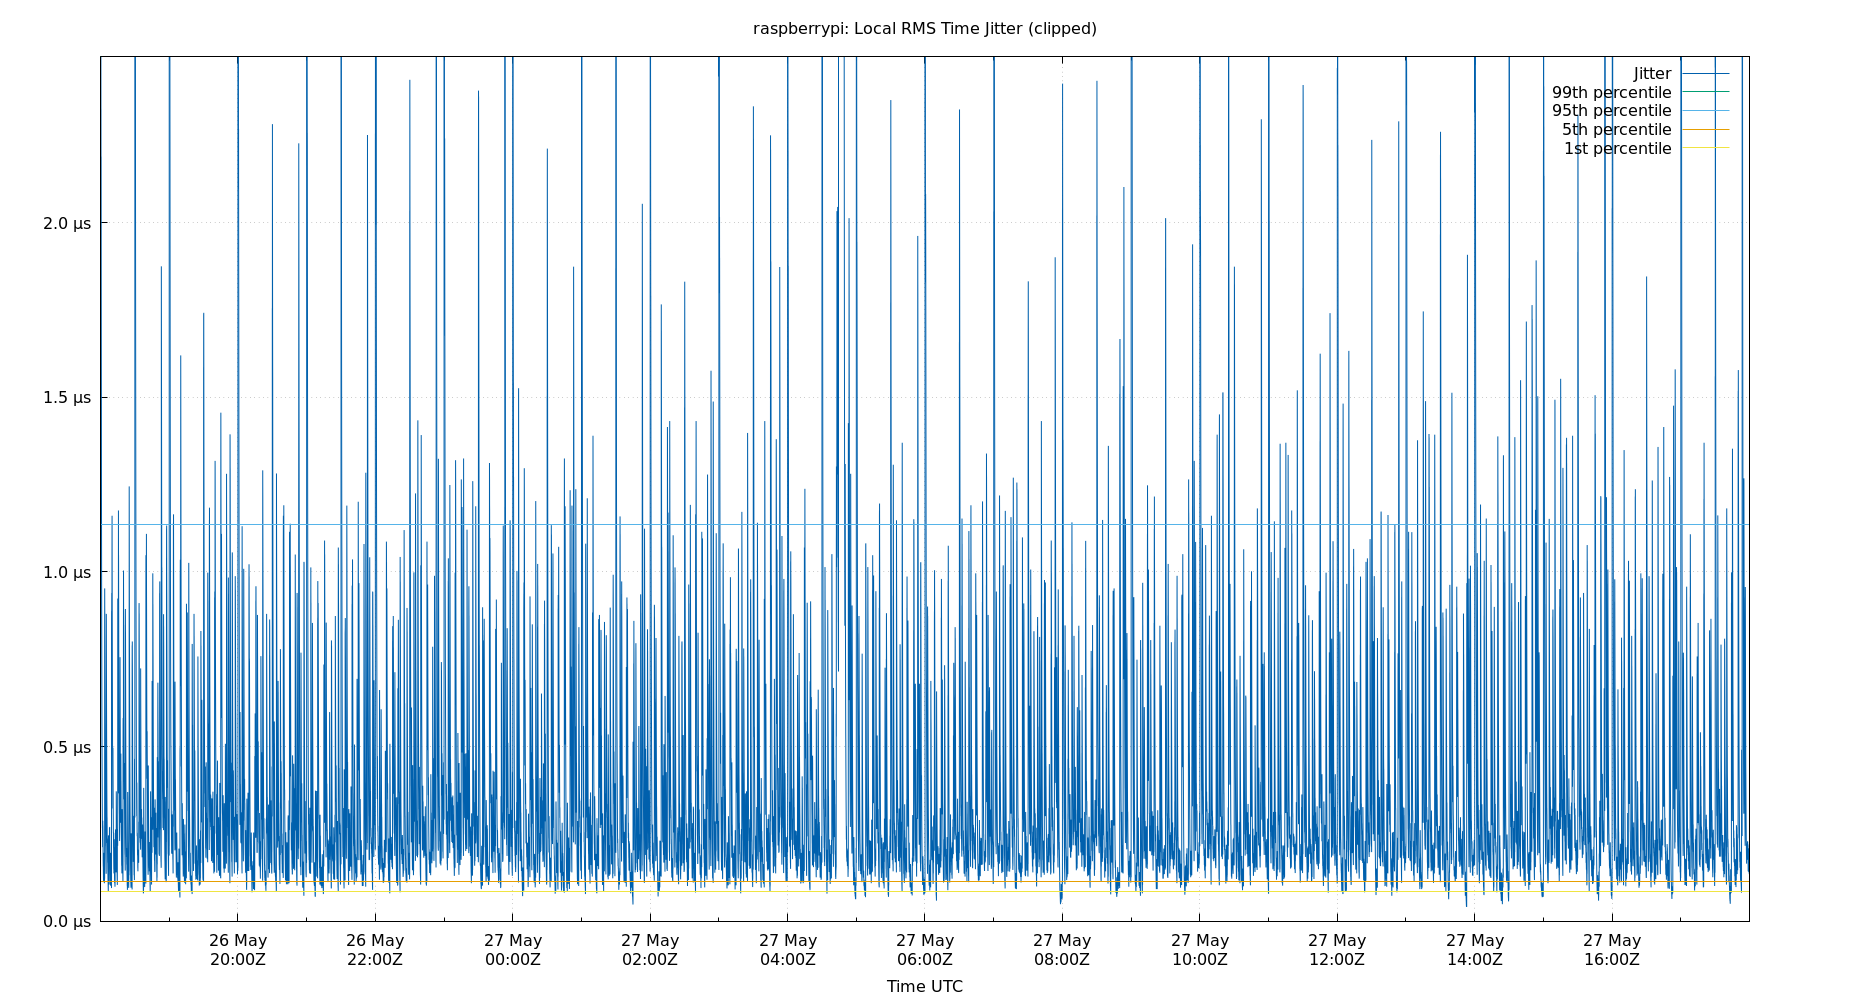 raspberrypi: Local RMS Time Jitter (clipped)
Jitter
99th percentile
95th percentile
5th percentile
1st percentile
2.0 µs
1.5 µs
1.0 µs
0.5 µs
0.0 µs
26 May 26 May 27 May 27 May 27 May 27 May 27 May 27 May 27 May 27 May 27 May
20:00Z 22:00Z 00:00Z 02:00Z 04:00Z 06:00Z 08:00Z 10:00Z 12:00Z 14:00Z 16:00Z
Time UTC